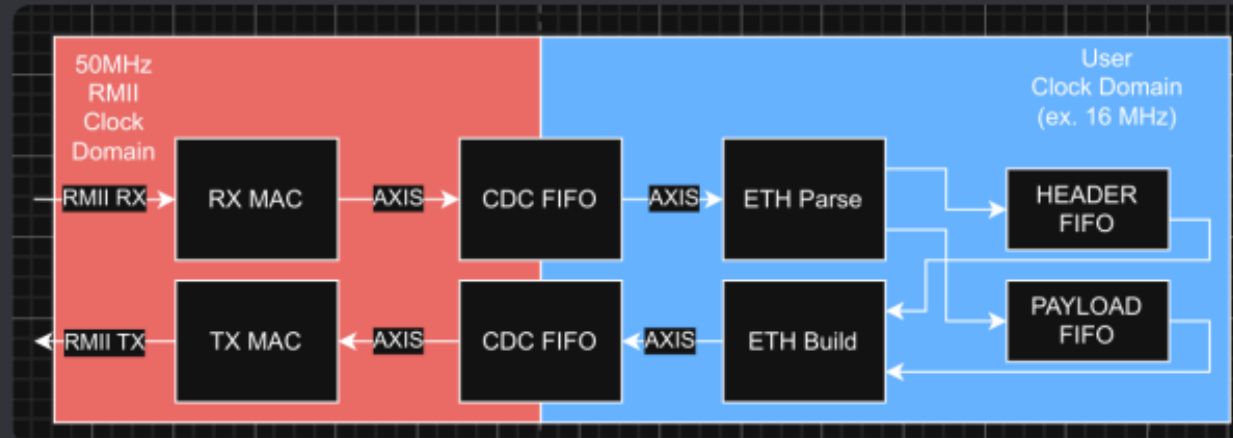 50MHz
RMII
Clock
Domain
User
Clock Domain
(ex. 16 MHz)
RMII RX
RX MAC
AXIS
CDC FIFO
AXIS
ETH Parse
HEADER
FIFO
RMII TX
TX MAC
AXIS
CDC FIFO
AXIS
ETH Build
PAYLOAD
FIFO